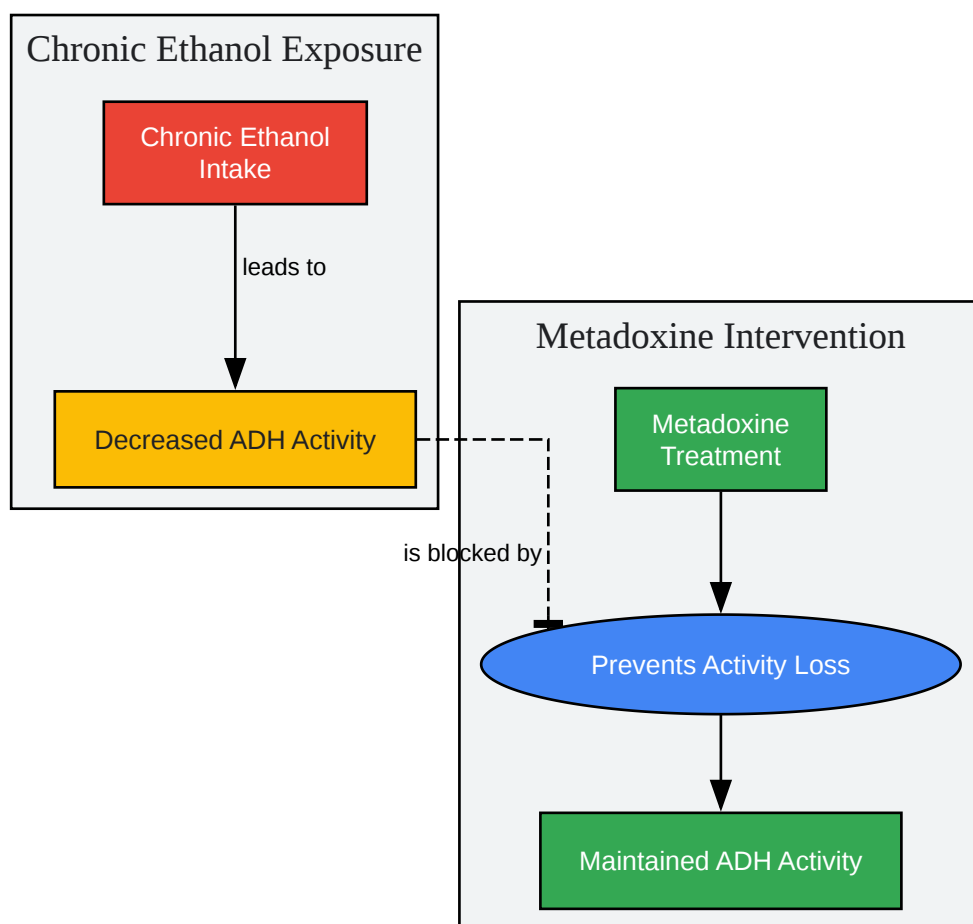 Chronic Ethanol Exposure
Chronic Ethanol
Intake
leads to
Decreased ADH Activity
is blocked by
Metadoxine Intervention
Metadoxine
Treatment
Prevents Activity Loss
Maintained ADH Activity